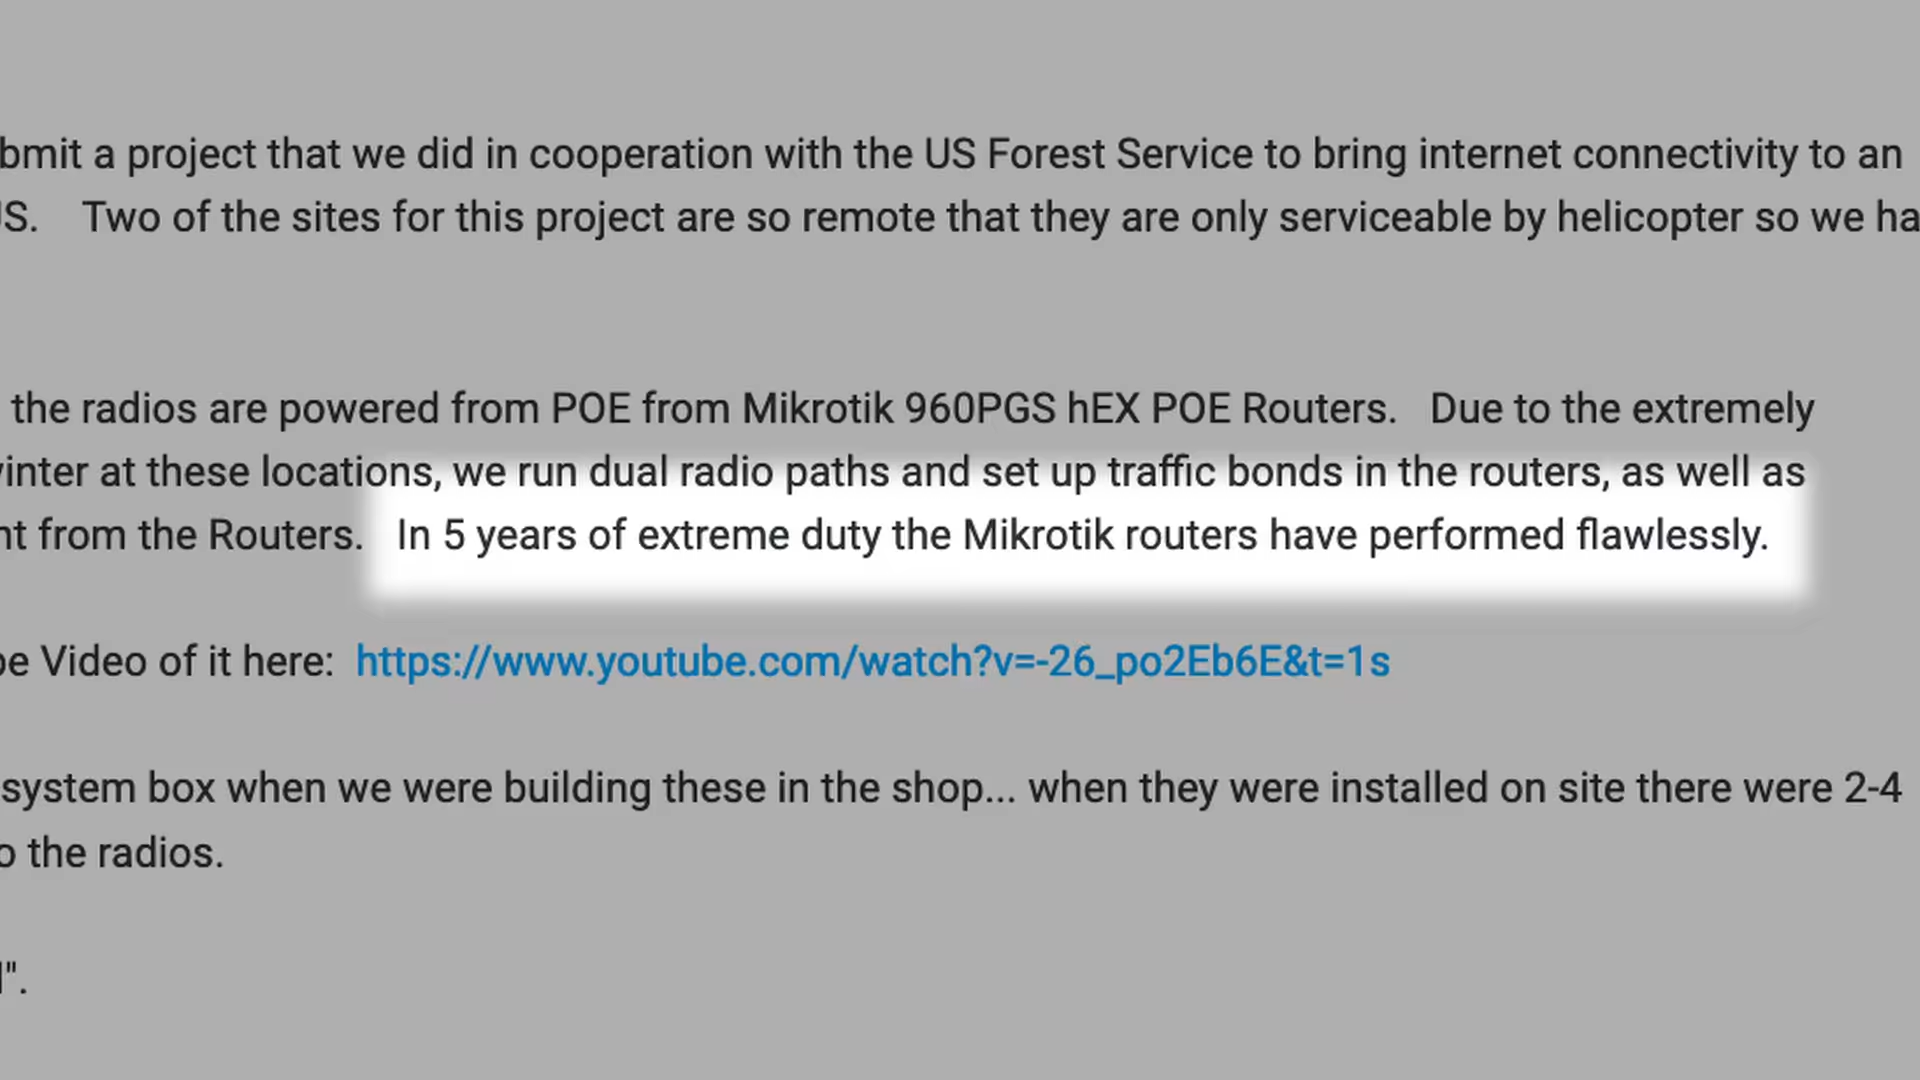 bmit a project that we did in cooperation with the US Forest Service to bring internet connectivity to an
US. Two of the sites for this project are so remote that they are only serviceable by helicopter so we ha
the radios are powered from POE from Mikrotik 960PGS hEX POE Routers. Due to the extremely
inter at these locations, we run dual radio paths and set up traffic bonds in the routers, as well as
nt from the Routers. In 5 years of extreme duty the Mikrotik routers have performed flawlessly.
be Video of it here: https://www.youtube.com/watch?v=-26_po2Eb6E&t=1s
system box when we were building these in the shop... when they were installed on site there were 2-4
o the radios.
".